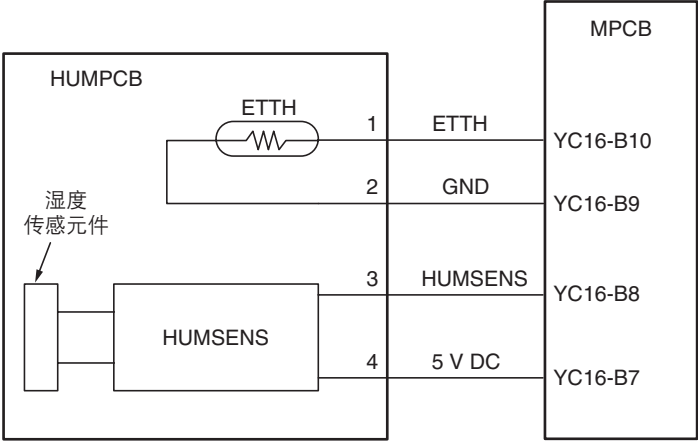 MPCB
HUMPCB
ETTH
1
ETTH
YC16-B10
2
GND
YC16-B9
湿度
传感元件
3
HUMSENS
YC16-B8
HUMSENS
4
5 V DC
YC16-B7